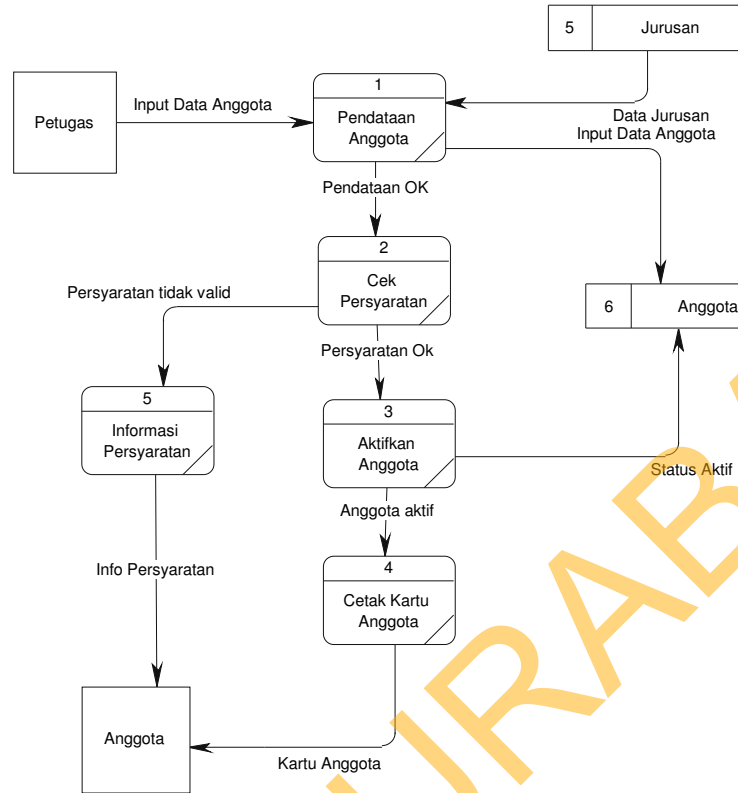 5 Jurusan
1
Petugas
Input Data Anggota
Pendataan
Anggota
Data Jurusan
Input Data Anggota
Pendataan OK
2
Cek
Persyaratan
Persyaratan tidak valid
6 Anggota
Persyaratan Ok
5
Informasi
Persyaratan
3
Aktifkan
Anggota
Status Aktif
Anggota aktif
4
Cetak Kartu
Anggota
Info Persyaratan
Anggota
Kartu Anggota